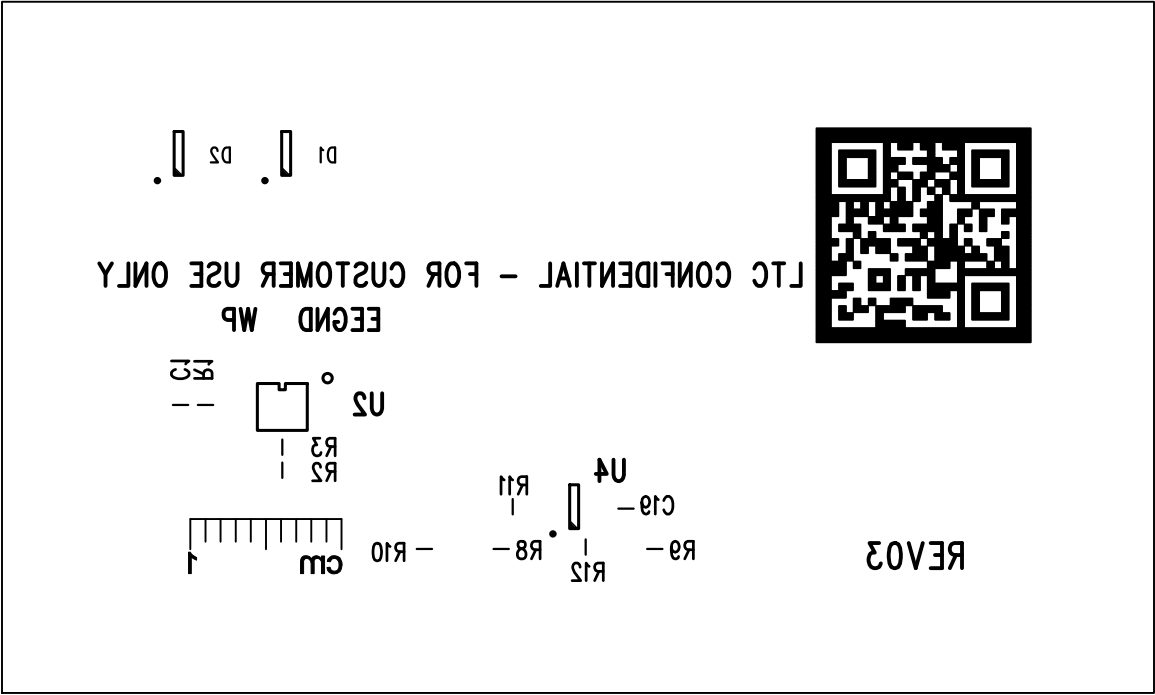 D2 D1
LTC CONFIDENTIAL - FOR CUSTOMER USE ONLY
EEGND WP
C1
R1
U2
R3
R2
U4
R11
C19
R10
R8
R9
R12
1 cm
REV03